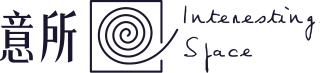 意所
Interesting
Space